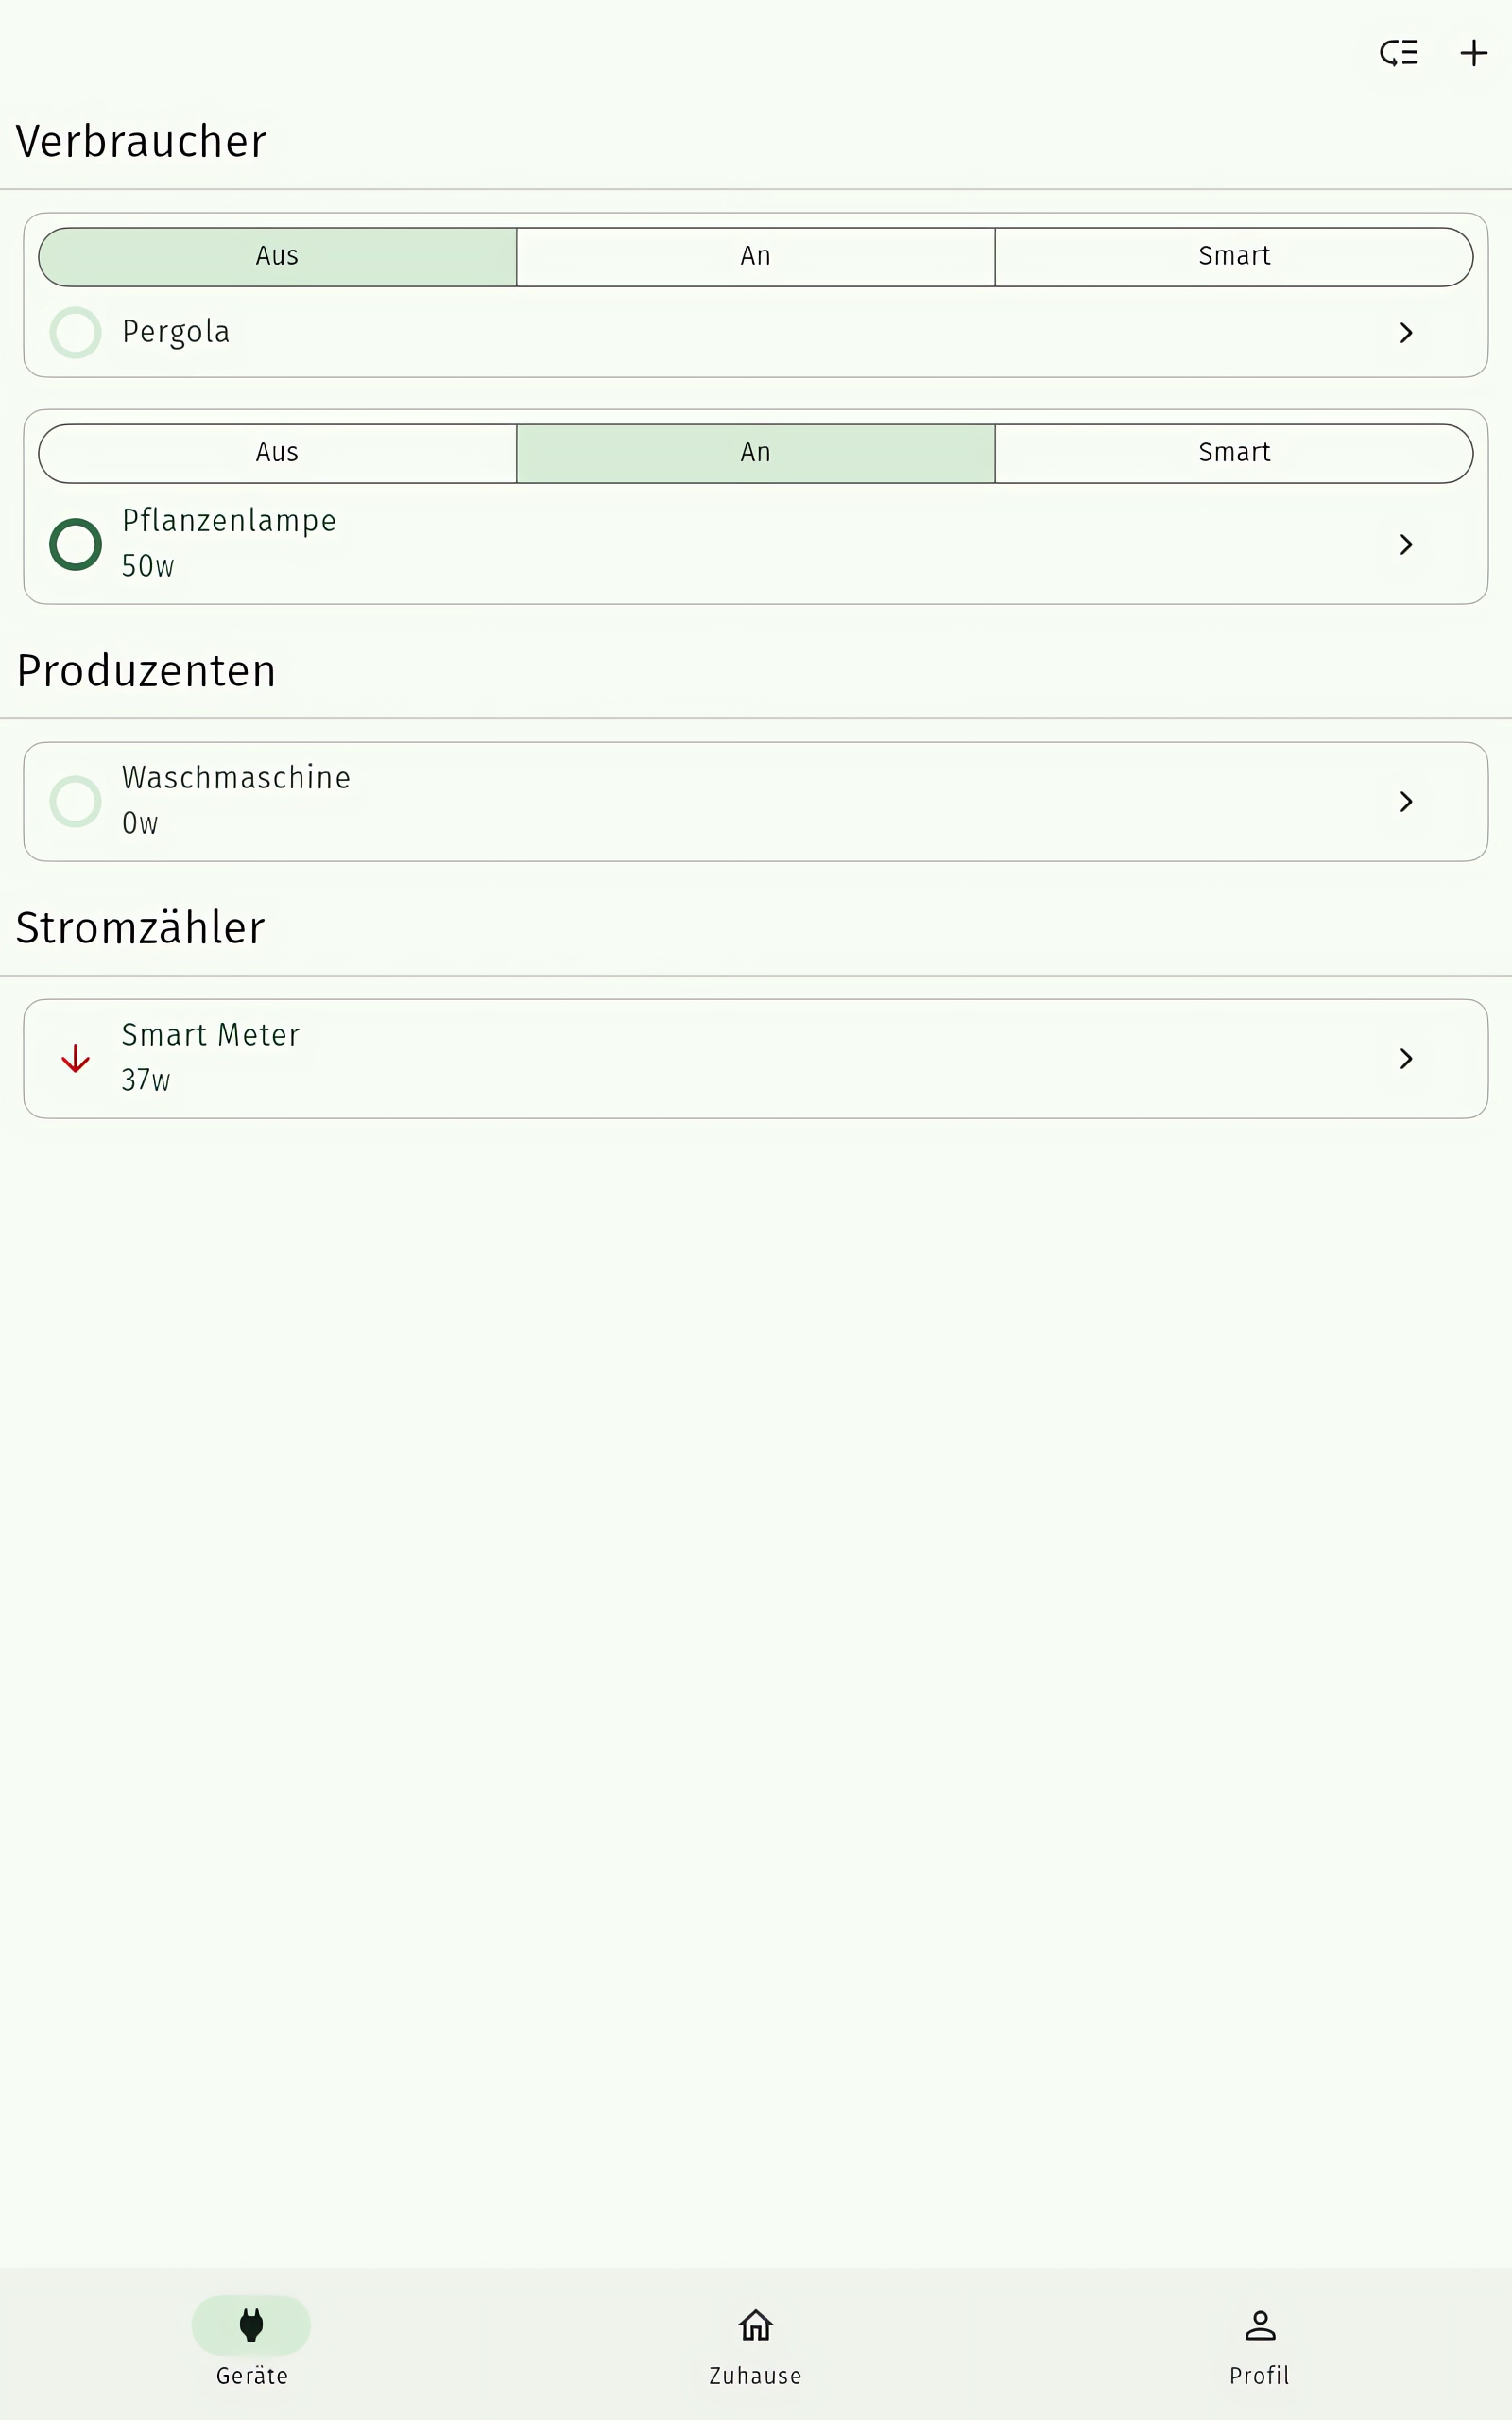 Verbraucher
Aus An Smart
Pergola
Aus An Smart
Pflanzenlampe
50w
Produzenten
Waschmaschine
0w
Stromzähler
Smart Meter
37w
Geräte Zuhause Profil